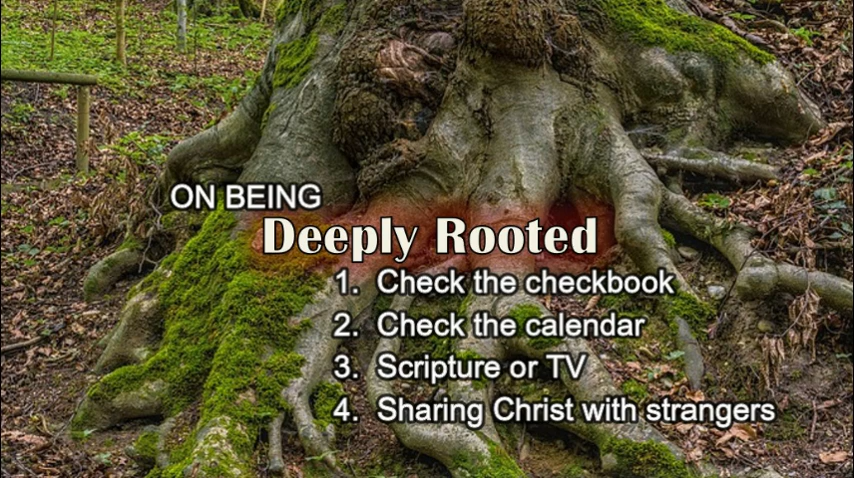 ON BEING
Deeply Rooted
1. Check the checkbook
2. Check the calendar
3. Scripture or TV
4. Sharing Christ with strangers